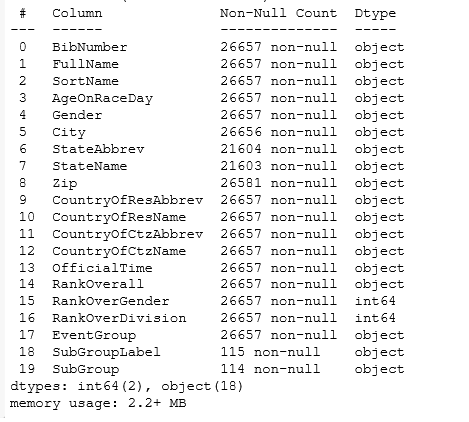 #   Column              Non-Null Count  Dtype
---  ------              --------------  -----
0   BibNumber           26657 non-null  object
1   FullName            26657 non-null  object
2   SortName            26657 non-null  object
3   AgeOnRaceDay        26657 non-null  object
4   Gender              26657 non-null  object
5   City                26656 non-null  object
6   StateAbbrev         21604 non-null  object
7   StateName           21603 non-null  object
8   Zip                 26581 non-null  object
9   CountryOfResAbbrev  26657 non-null  object
10  CountryOfResName    26657 non-null  object
11  CountryOfCtzAbbrev  26657 non-null  object
12  CountryOfCtzName    26657 non-null  object
13  OfficialTime        26657 non-null  object
14  RankOverall         26657 non-null  object
15  RankOverGender      26657 non-null  int64
16  RankOverDivision    26657 non-null  int64
17  EventGroup          26657 non-null  object
18  SubGroupLabel       115 non-null    object
19  SubGroup            114 non-null    object
dtypes: int64(2), object(18)
memory usage: 2.2+ MB